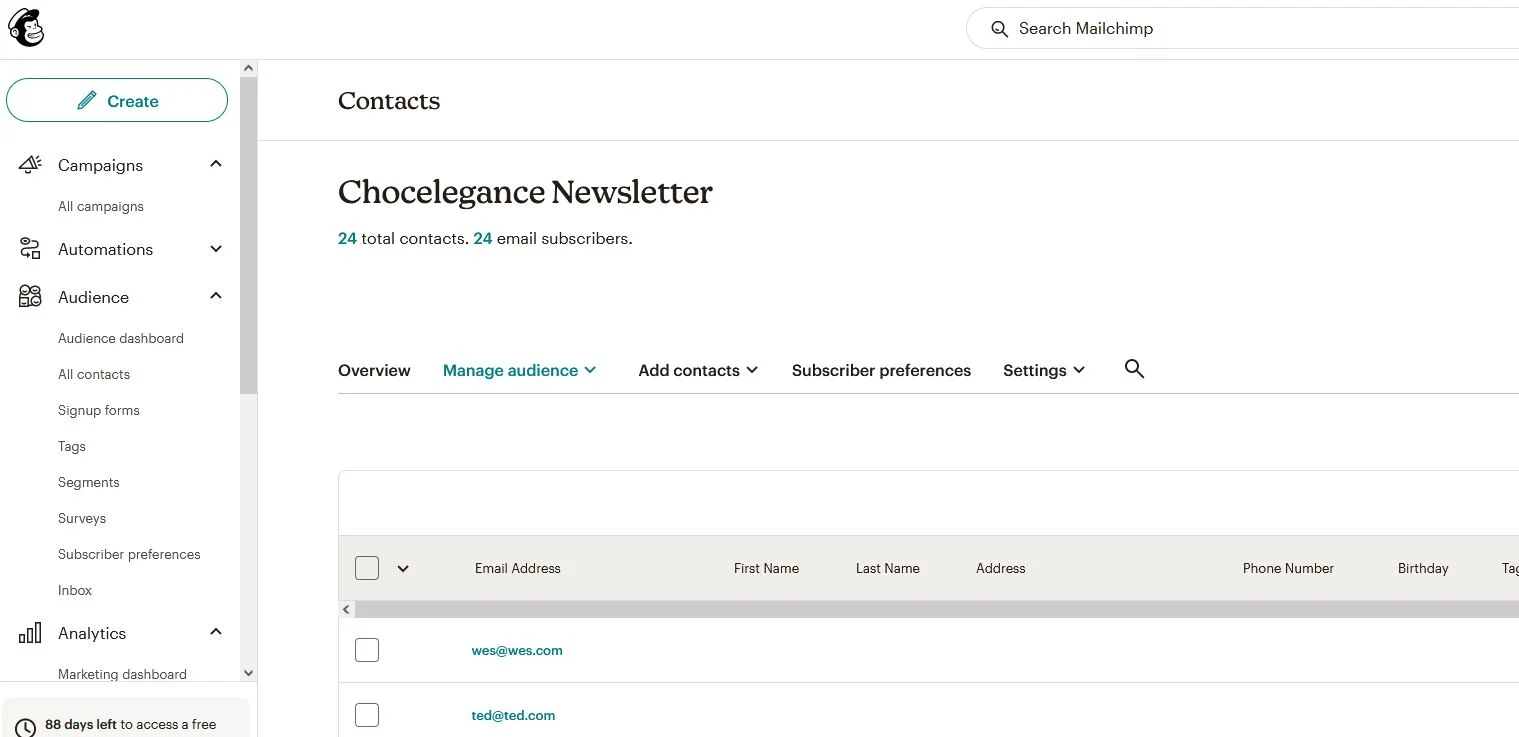 Search Mailchimp
Create
Campaigns
All campaigns
Automations
Audience
Audience dashboard
All contacts
Signup forms
Tags
Segments
Surveys
Subscriber preferences
Inbox
Analytics
Marketing dashboard
88 days left to access a free
Contacts
Chocelegance Newsletter
24 total contacts. 24 email subscribers.
Overview Manage audience Add contacts Subscriber preferences Settings
Email Address First Name Last Name Address Phone Number Birthday Tag
wes@wes.com
ted@ted.com